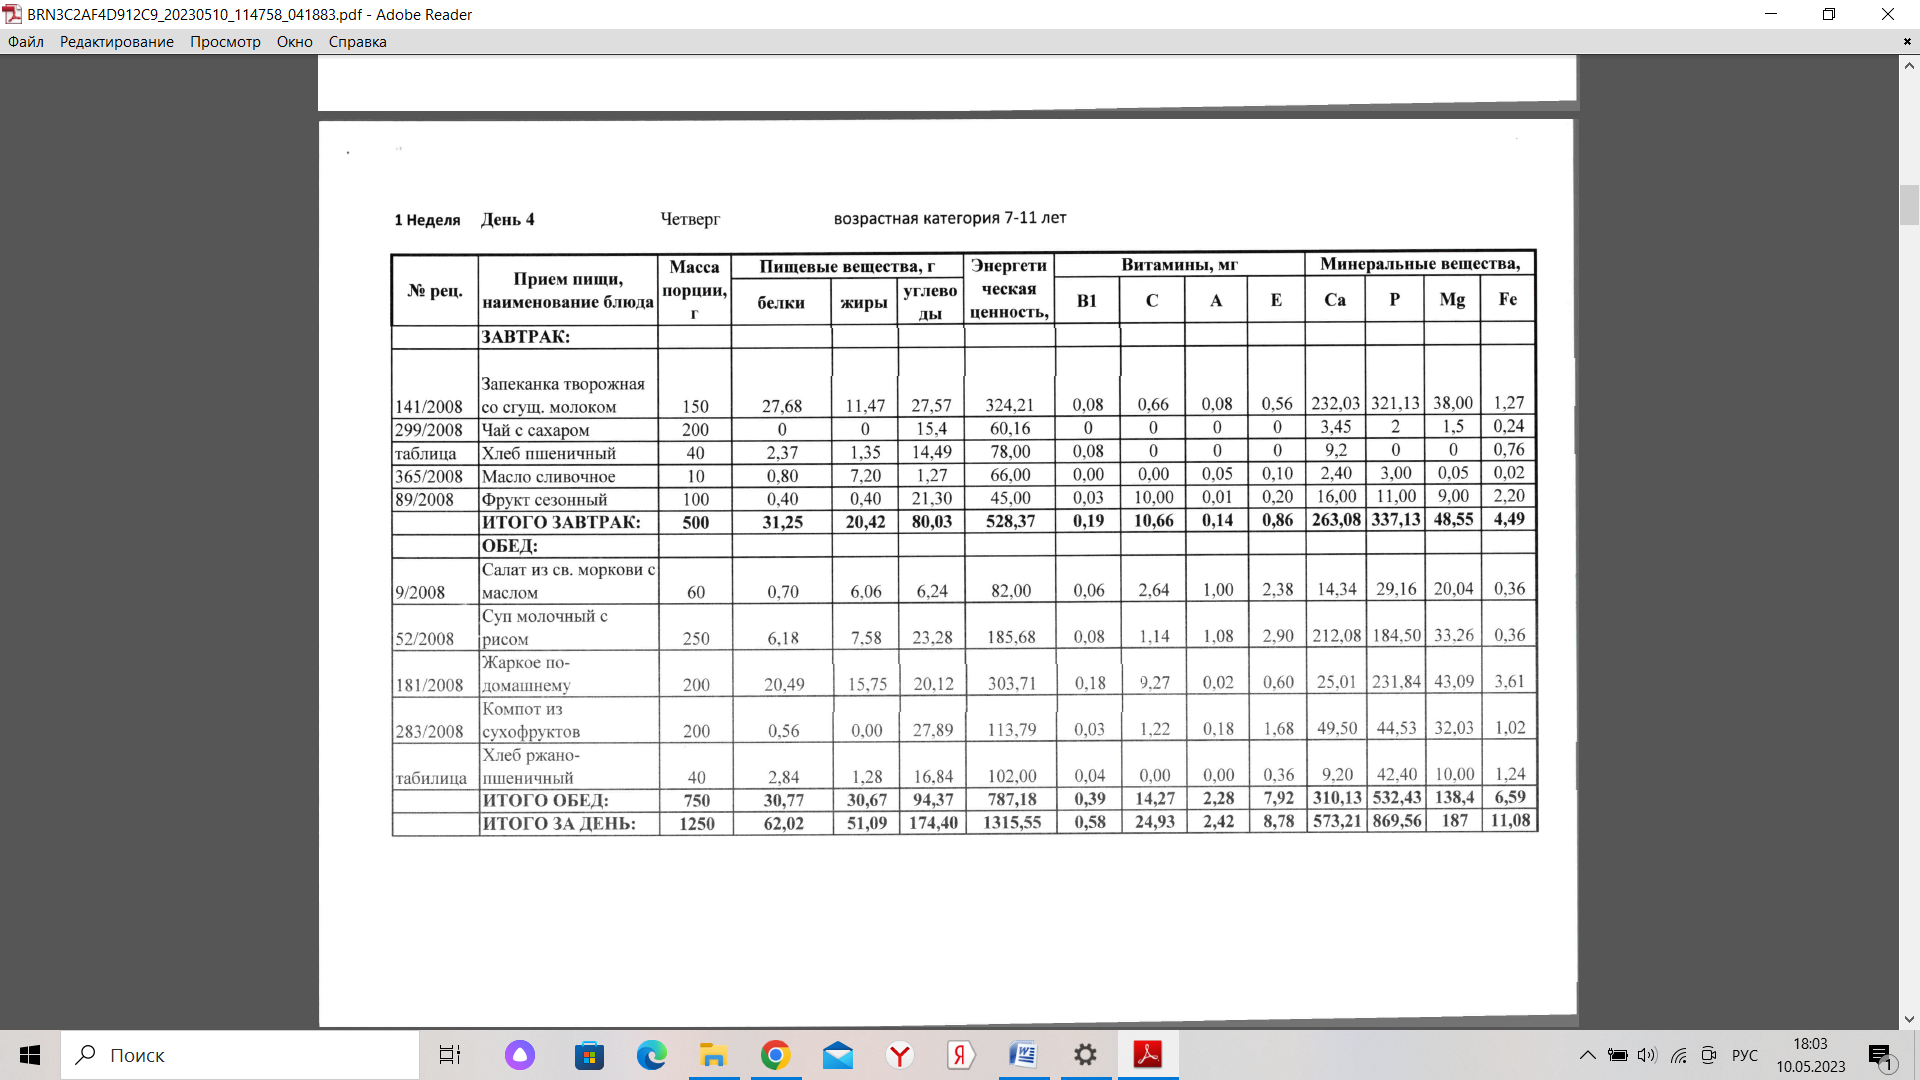 BRN3C2AF4D912C9_20230510_114758_041883.pdf - Adobe Reader
Файл Редактирование Просмотр Окно Справка
1 Неделя День 4 Четверг возрастная категория 7-11 лет
№ рец. Прием пищи, наименование блюда Масса порции, г Пищевые вещества, г Энергети ческая ценность, Витамины, мг Минеральные вещества,
белки жиры углево ды B1 C A E Ca P Mg Fe
ЗАВТРАК:
Запеканка творожная
141/2008 со сгущ. молоком 150 27,68 11,47 27,57 324,21 0,08 0,66 0,08 0,56 232,03 321,13 38,00 1,27
299/2008 Чай с сахаром 200 0 0 15,4 60,16 0 0 0 0 3,45 2 1,5 0,24
таблица Хлеб пшеничный 40 2,37 1,35 14,49 78,00 0,08 0 0 0 9,2 0 0 0,76
365/2008 Масло сливочное 10 0,80 7,20 1,27 66,00 0,00 0,00 0,05 0,10 2,40 3,00 0,05 0,02
89/2008 Фрукт сезонный 100 0,40 0,40 21,30 45,00 0,03 10,00 0,01 0,20 16,00 11,00 9,00 2,20
ИТОГО ЗАВТРАК: 500 31,25 20,42 80,03 528,37 0,19 10,66 0,14 0,86 263,08 337,13 48,55 4,49
ОБЕД:
Салат из св. моркови с
9/2008 маслом 60 0,70 6,06 6,24 82,00 0,06 2,64 1,00 2,38 14,34 29,16 20,04 0,36
Суп молочный с
52/2008 рисом 250 6,18 7,58 23,28 185,68 0,08 1,14 1,08 2,90 212,08 184,50 33,26 0,36
Жаркое по-
181/2008 домашнему 200 20,49 15,75 20,12 303,71 0,18 9,27 0,02 0,60 25,01 231,84 43,09 3,61
Компот из
283/2008 сухофруктов 200 0,56 0,00 27,89 113,79 0,03 1,22 0,18 1,68 49,50 44,53 32,03 1,02
Хлеб ржано-
табилица пшеничный 40 2,84 1,28 16,84 102,00 0,04 0,00 0,00 0,36 9,20 42,40 10,00 1,24
ИТОГО ОБЕД: 750 30,77 30,67 94,37 787,18 0,39 14,27 2,28 7,92 310,13 532,43 138,4 6,59
ИТОГО ЗА ДЕНЬ: 1250 62,02 51,09 174,40 1315,55 0,58 24,93 2,42 8,78 573,21 869,56 187 11,08
Поиск
РУС
18:03
10.05.2023
1